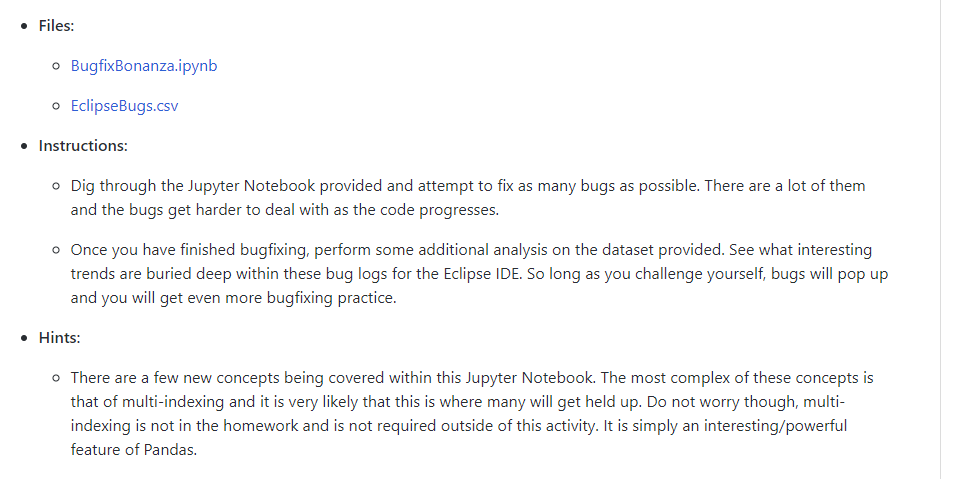 Files:
BugfixBonanza.ipynb
EclipseBugs.csv
Instructions:
Dig through the Jupyter Notebook provided and attempt to fix as many bugs as possible. There are a lot of them
and the bugs get harder to deal with as the code progresses.
Once you have finished bugfixing, perform some additional analysis on the dataset provided. See what interesting
trends are buried deep within these bug logs for the Eclipse IDE. So long as you challenge yourself, bugs will pop up
and you will get even more bugfixing practice.
Hints:
There are a few new concepts being covered within this Jupyter Notebook. The most complex of these concepts is
that of multi-indexing and it is very likely that this is where many will get held up. Do not worry though, multi-
indexing is not in the homework and is not required outside of this activity. It is simply an interesting/powerful
feature of Pandas.